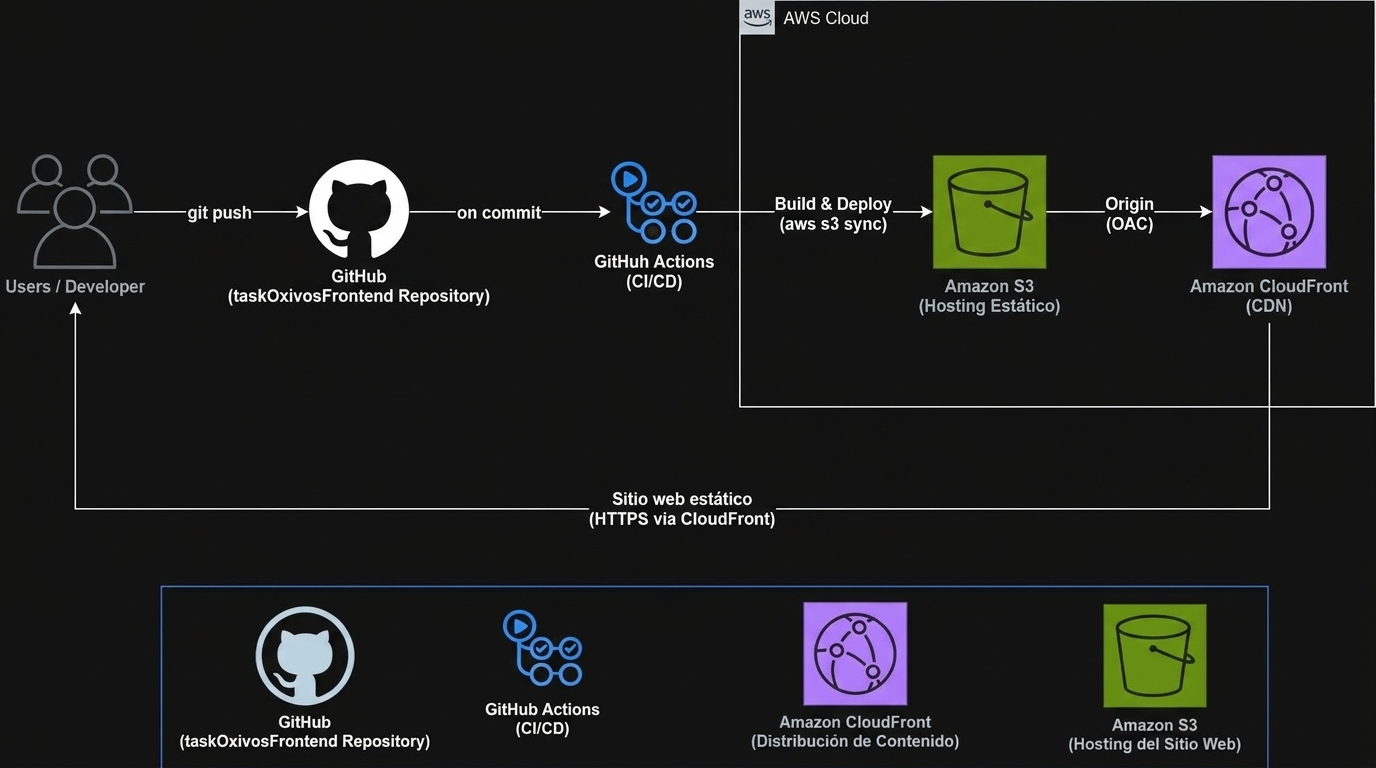 aws
AWS Cloud
git push
on commit
Build & Deploy
(aws s3 sync)
Origin
(OAC)
Users / Developer
GitHub
(taskOxivosFrontend Repository)
GitHuh Actions
(CI/CD)
Amazon S3
(Hosting Estático)
Amazon CloudFront
(CDN)
Sitio web estático
(HTTPS via CloudFront)
GitHub
(taskOxivosFrontend Repository)
GitHub Actions
(CI/CD)
Amazon CloudFront
(Distribución de Contenido)
Amazon S3
(Hosting del Sitio Web)